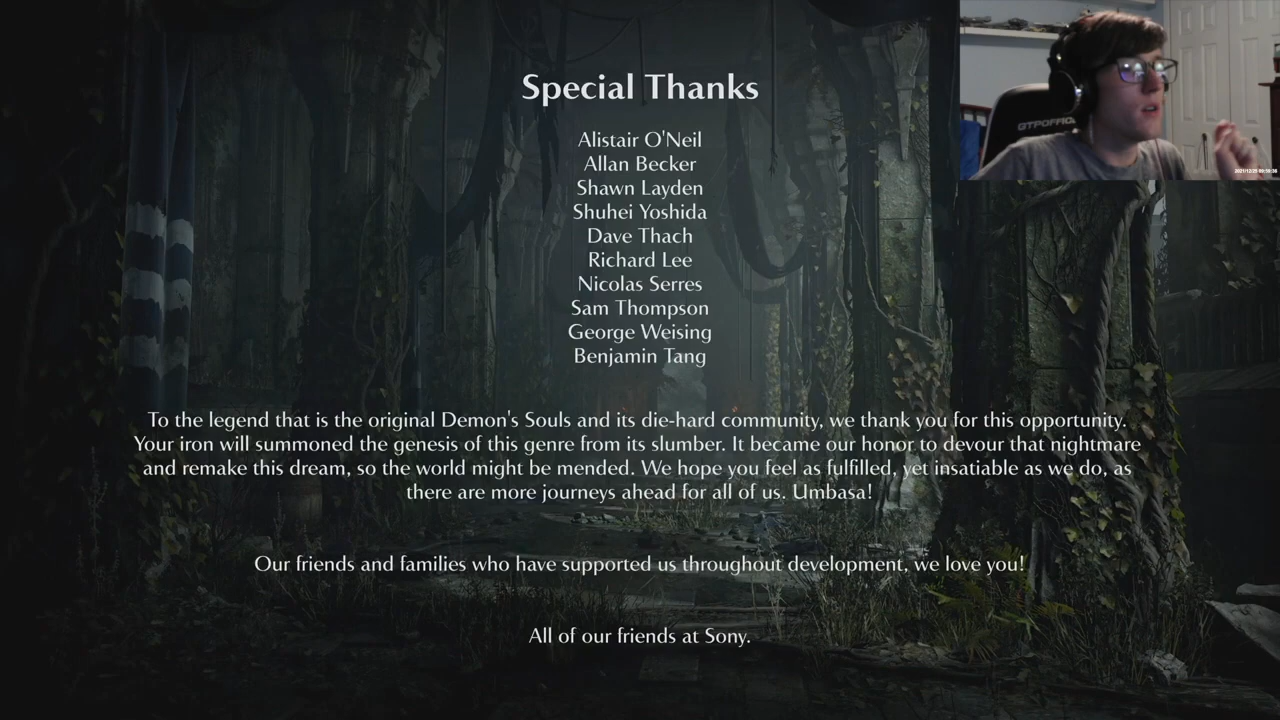 Special Thanks
Alistair O'Neil
Allan Becker
Shawn Layden
Shuhei Yoshida
Dave Thach
Richard Lee
Nicolas Serres
Sam Thompson
George Weising
Benjamin Tang
To the legend that is the original Demon's Souls and its die-hard community, we thank you for this opportunity.
Your iron will summoned the genesis of this genre from its slumber. It became our honor to devour that nightmare
and remake this dream, so the world might be mended. We hope you feel as fulfilled, yet insatiable as we do, as
there are more journeys ahead for all of us. Umbasa!
Our friends and families who have supported us throughout development, we love you!
All of our friends at Sony.
GTPOFFIC